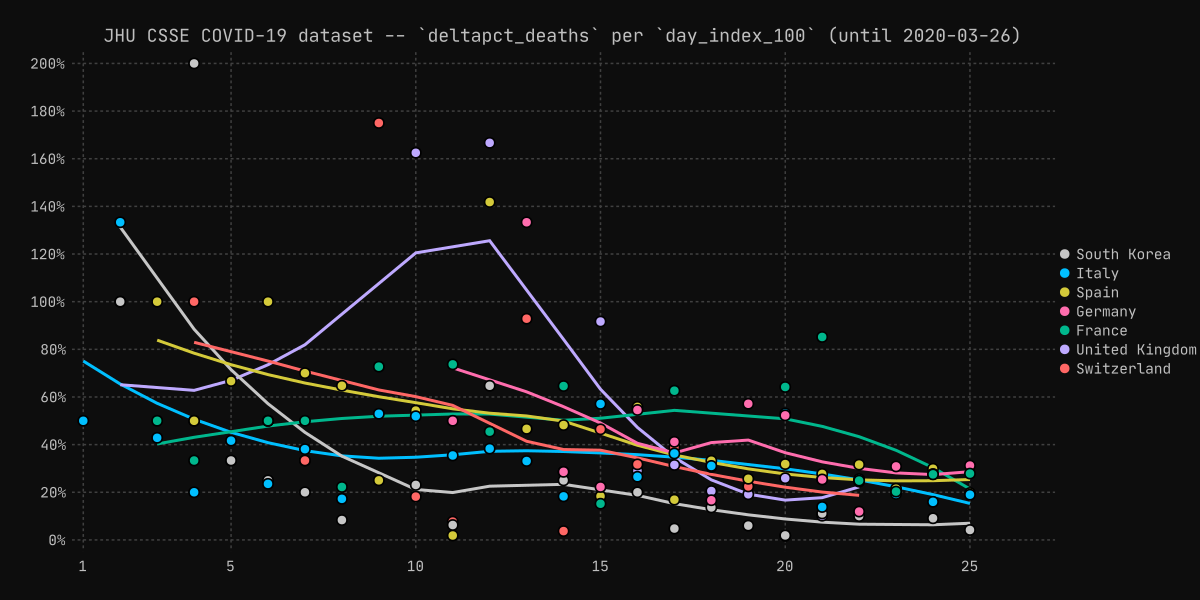 JHU CSSE COVID-19 dataset -- `deltapct_deaths` per `day_index_100` (until 2020-03-26)
200%
180%
160%
140%
120%
100%
80%
60%
40%
20%
0%
1 5 10 15 20 25
South Korea
Italy
Spain
Germany
France
United Kingdom
Switzerland